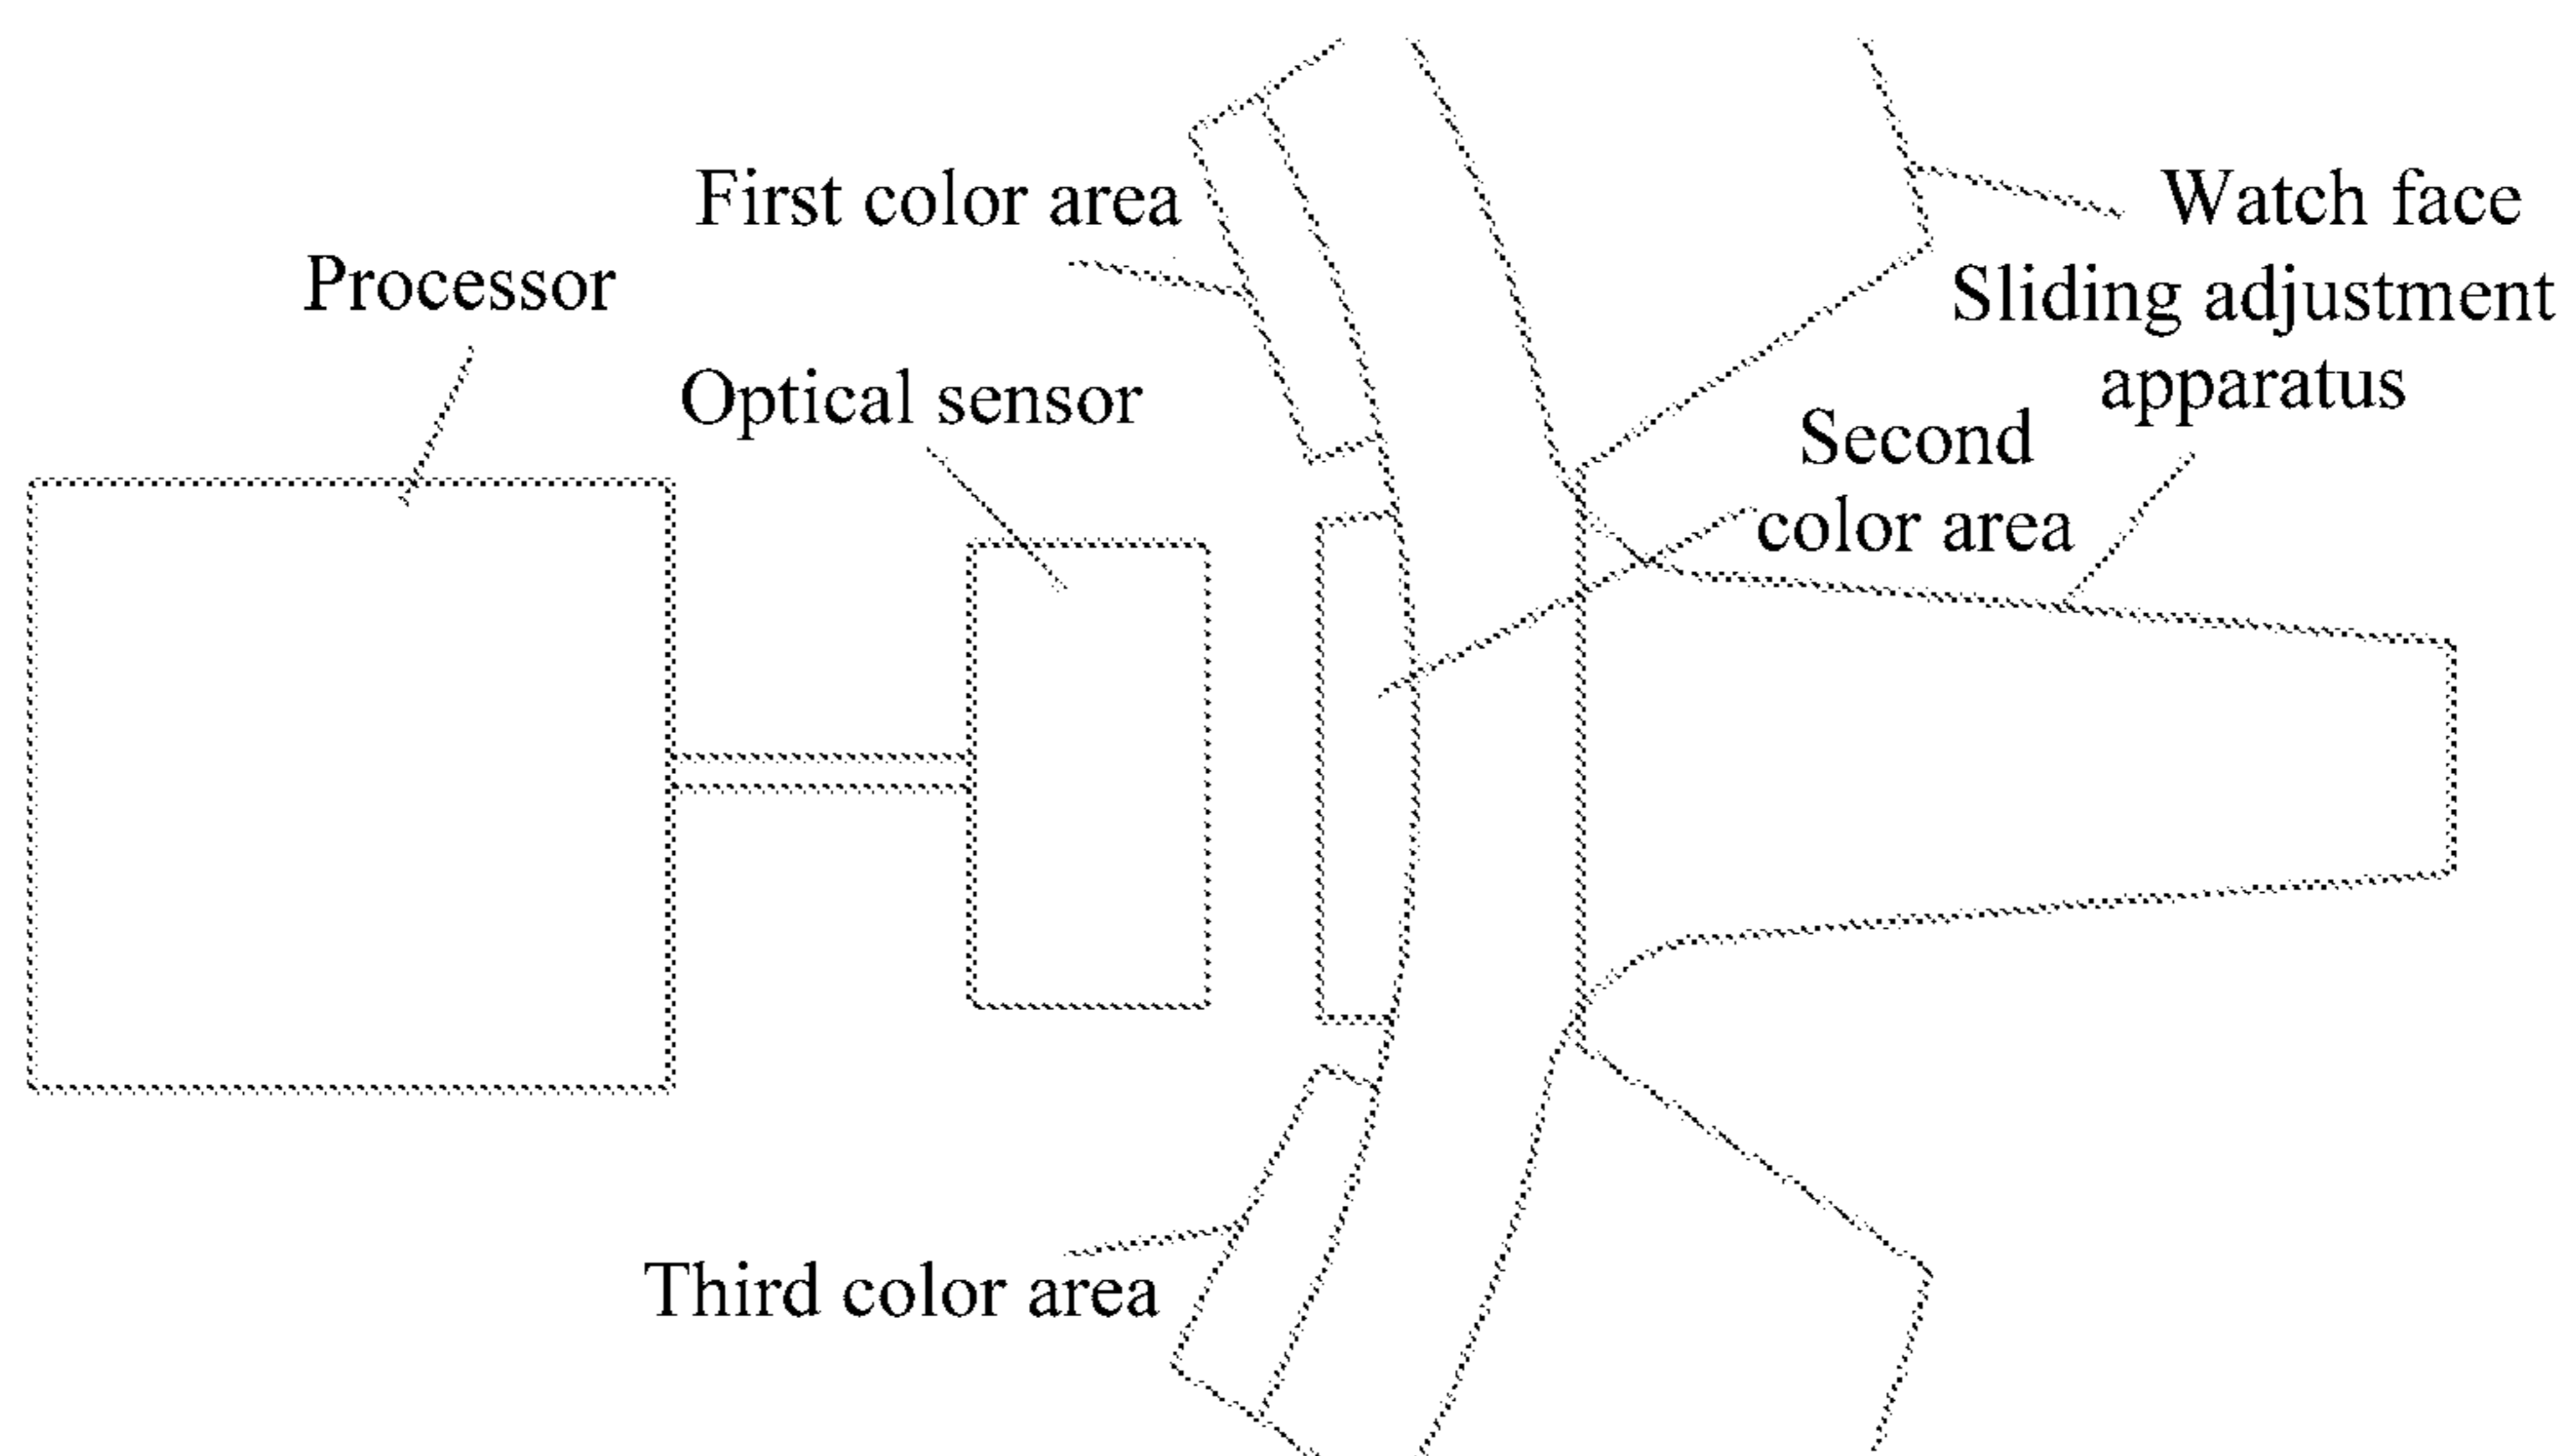 First color area
Watch face
Processor
Sliding adjustment
apparatus
Optical sensor
Second
color area
Third color area